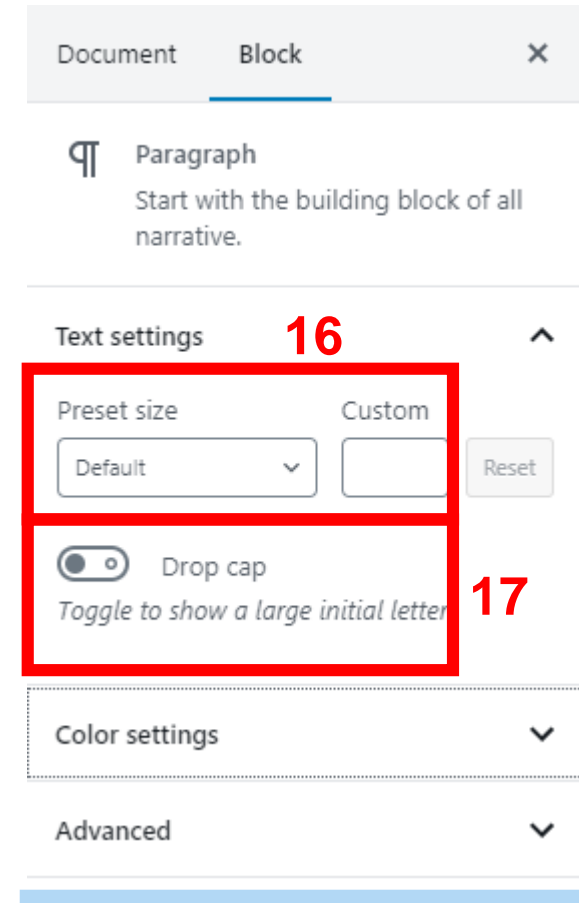 Document Block ×
Paragraph
Start with the building block of all
narrative.
Text settings 16
Preset size Custom
Default Reset
Drop cap
Toggle to show a large initial letter
17
Color settings
Advanced